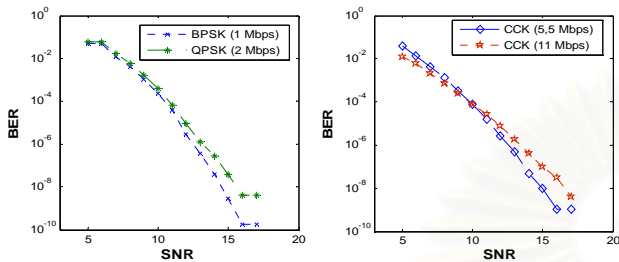 BPSK (1 Mbps)
QPSK (2 Mbps)
10^0
10^-2
10^-4
10^-6
10^-8
10^-10
BER
5 10 15 20
SNR
CCK (5,5 Mbps)
CCK (11 Mbps)
10^0
10^-2
10^-4
10^-6
10^-8
10^-10
BER
5 10 15 20
SNR